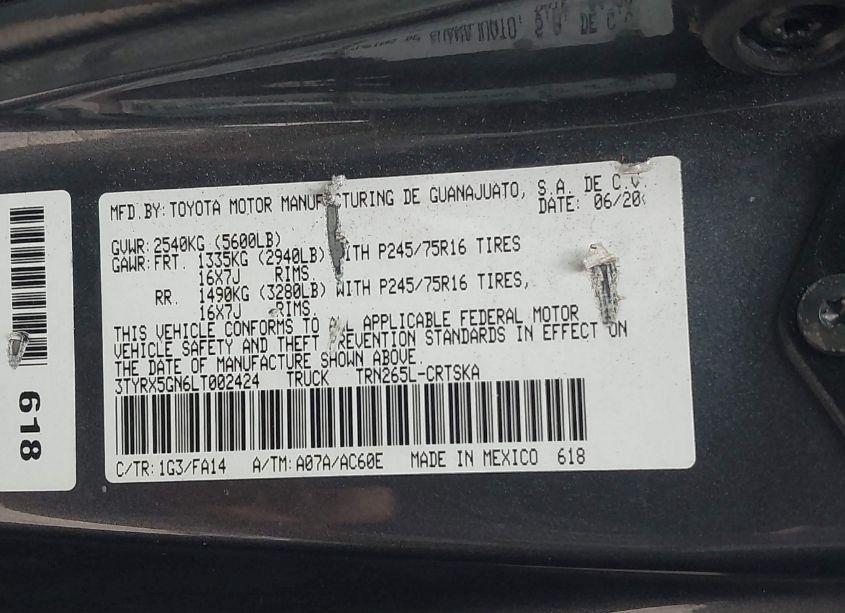 MFD.BY: TOYOTA MOTOR MANUFACTURING DE GUANAJUATO, S.A. DE C.V.
DATE: 06/20
GVWR: 2540KG (5600LB)
GAWR: FRT. 1335KG (2940LB) WITH P245/75R16 TIRES
16X7J RIMS.
RR. 1490KG (3280LB) WITH P245/75R16 TIRES,
16X7J RIMS.
THIS VEHICLE CONFORMS TO ALL APPLICABLE FEDERAL MOTOR
VEHICLE SAFETY AND THEFT PREVENTION STANDARDS IN EFFECT ON
THE DATE OF MANUFACTURE SHOWN ABOVE.
3TYRX5GN6LT002424 TRUCK TRN265L-CRTSKA
C/TR: 1G3/FA14 A/TM: A07A/AC60E MADE IN MEXICO 618
618